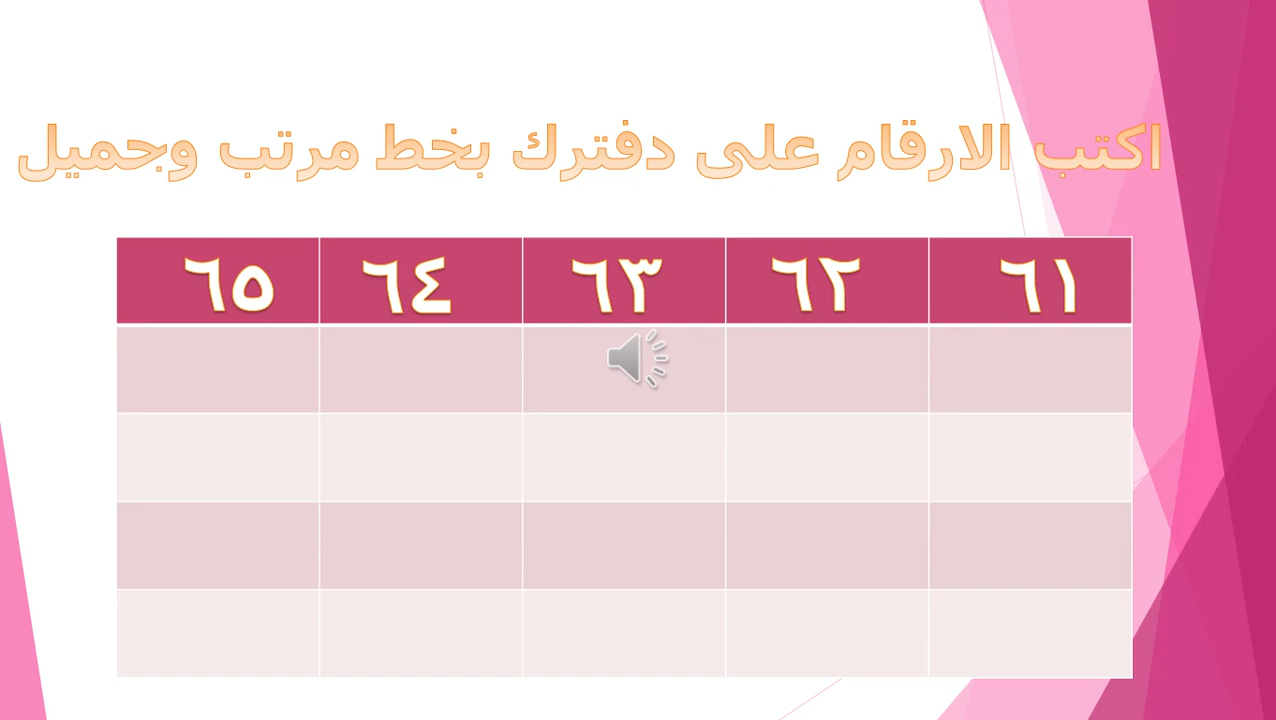 اكتب الارقام على دفترك بخط مرتب وجميل
٦١ ٦٢ ٦٣ ٦٤ ٦٥